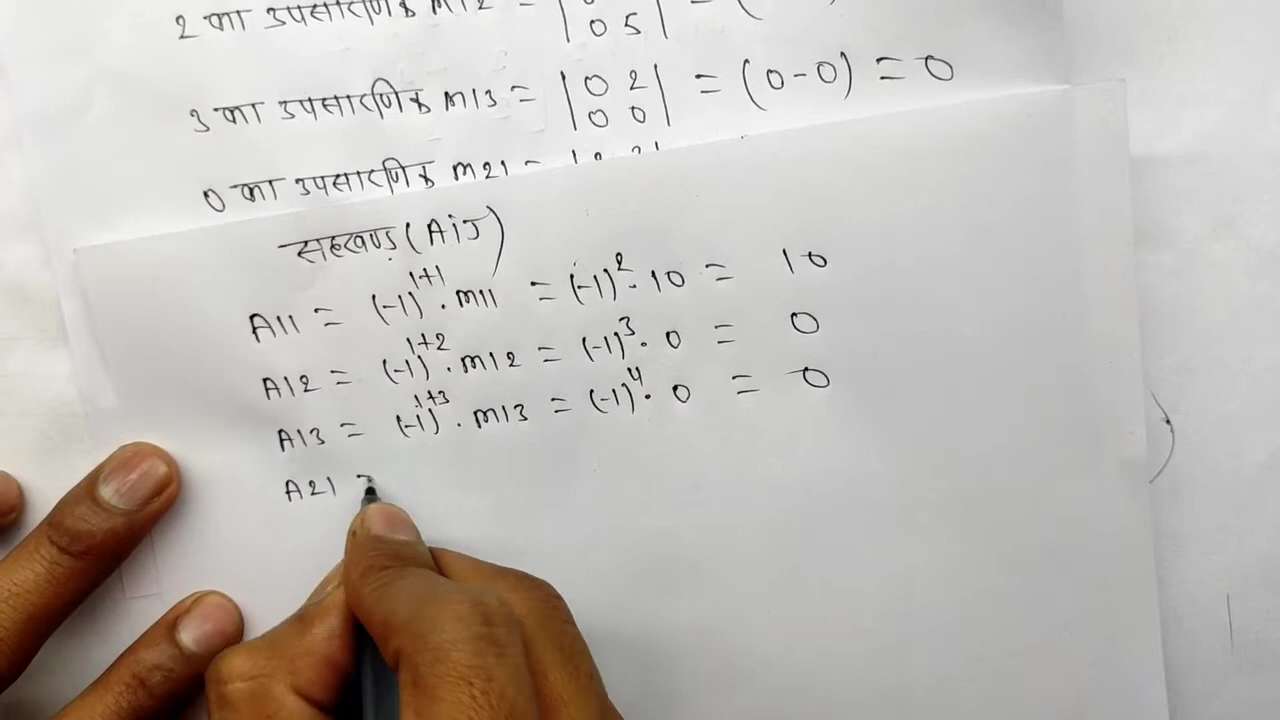 2 का उपसारणिक M12 = |0 5| = (
3 का उपसारणिक M13 = |0 2| = (0-0) = 0
|0 0|
0 का उपसारणिक M21 =
सहखण्ड (Aij)
A11 = (-1)¹⁺¹ . M11 = (-1)² . 10 = 10
A12 = (-1)¹⁺² . M12 = (-1)³ . 0 = 0
A13 = (-1)¹⁺³ . M13 = (-1)⁴ . 0 = 0
A21 =